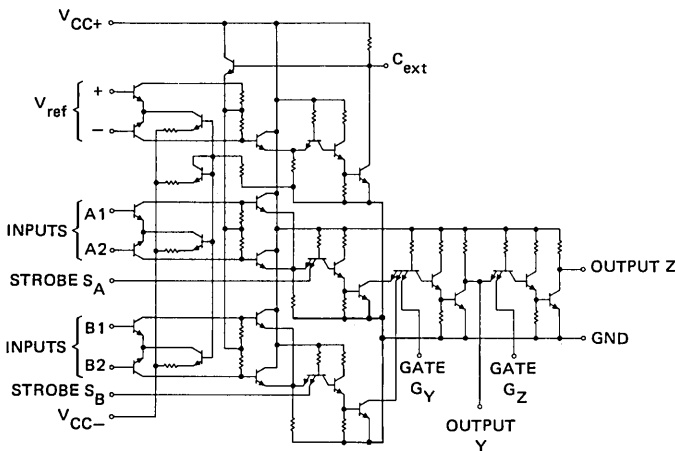 VCC+
Cext
Vref { +
−
INPUTS { A1
A2
STROBE SA
OUTPUT Z
INPUTS { B1
B2
GND
GATE GY
GATE GZ
STROBE SB
VCC−
OUTPUT Y